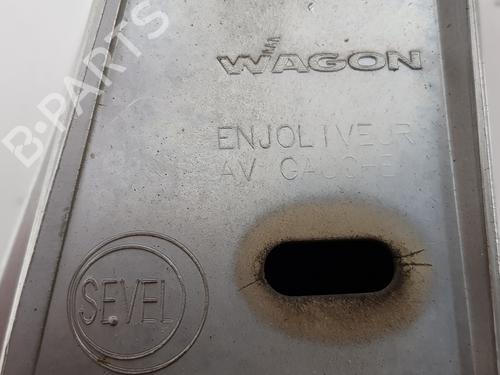 B-PARTS
WAGON
ENJOLIVEUR
AV GAUCHE
SEVEL